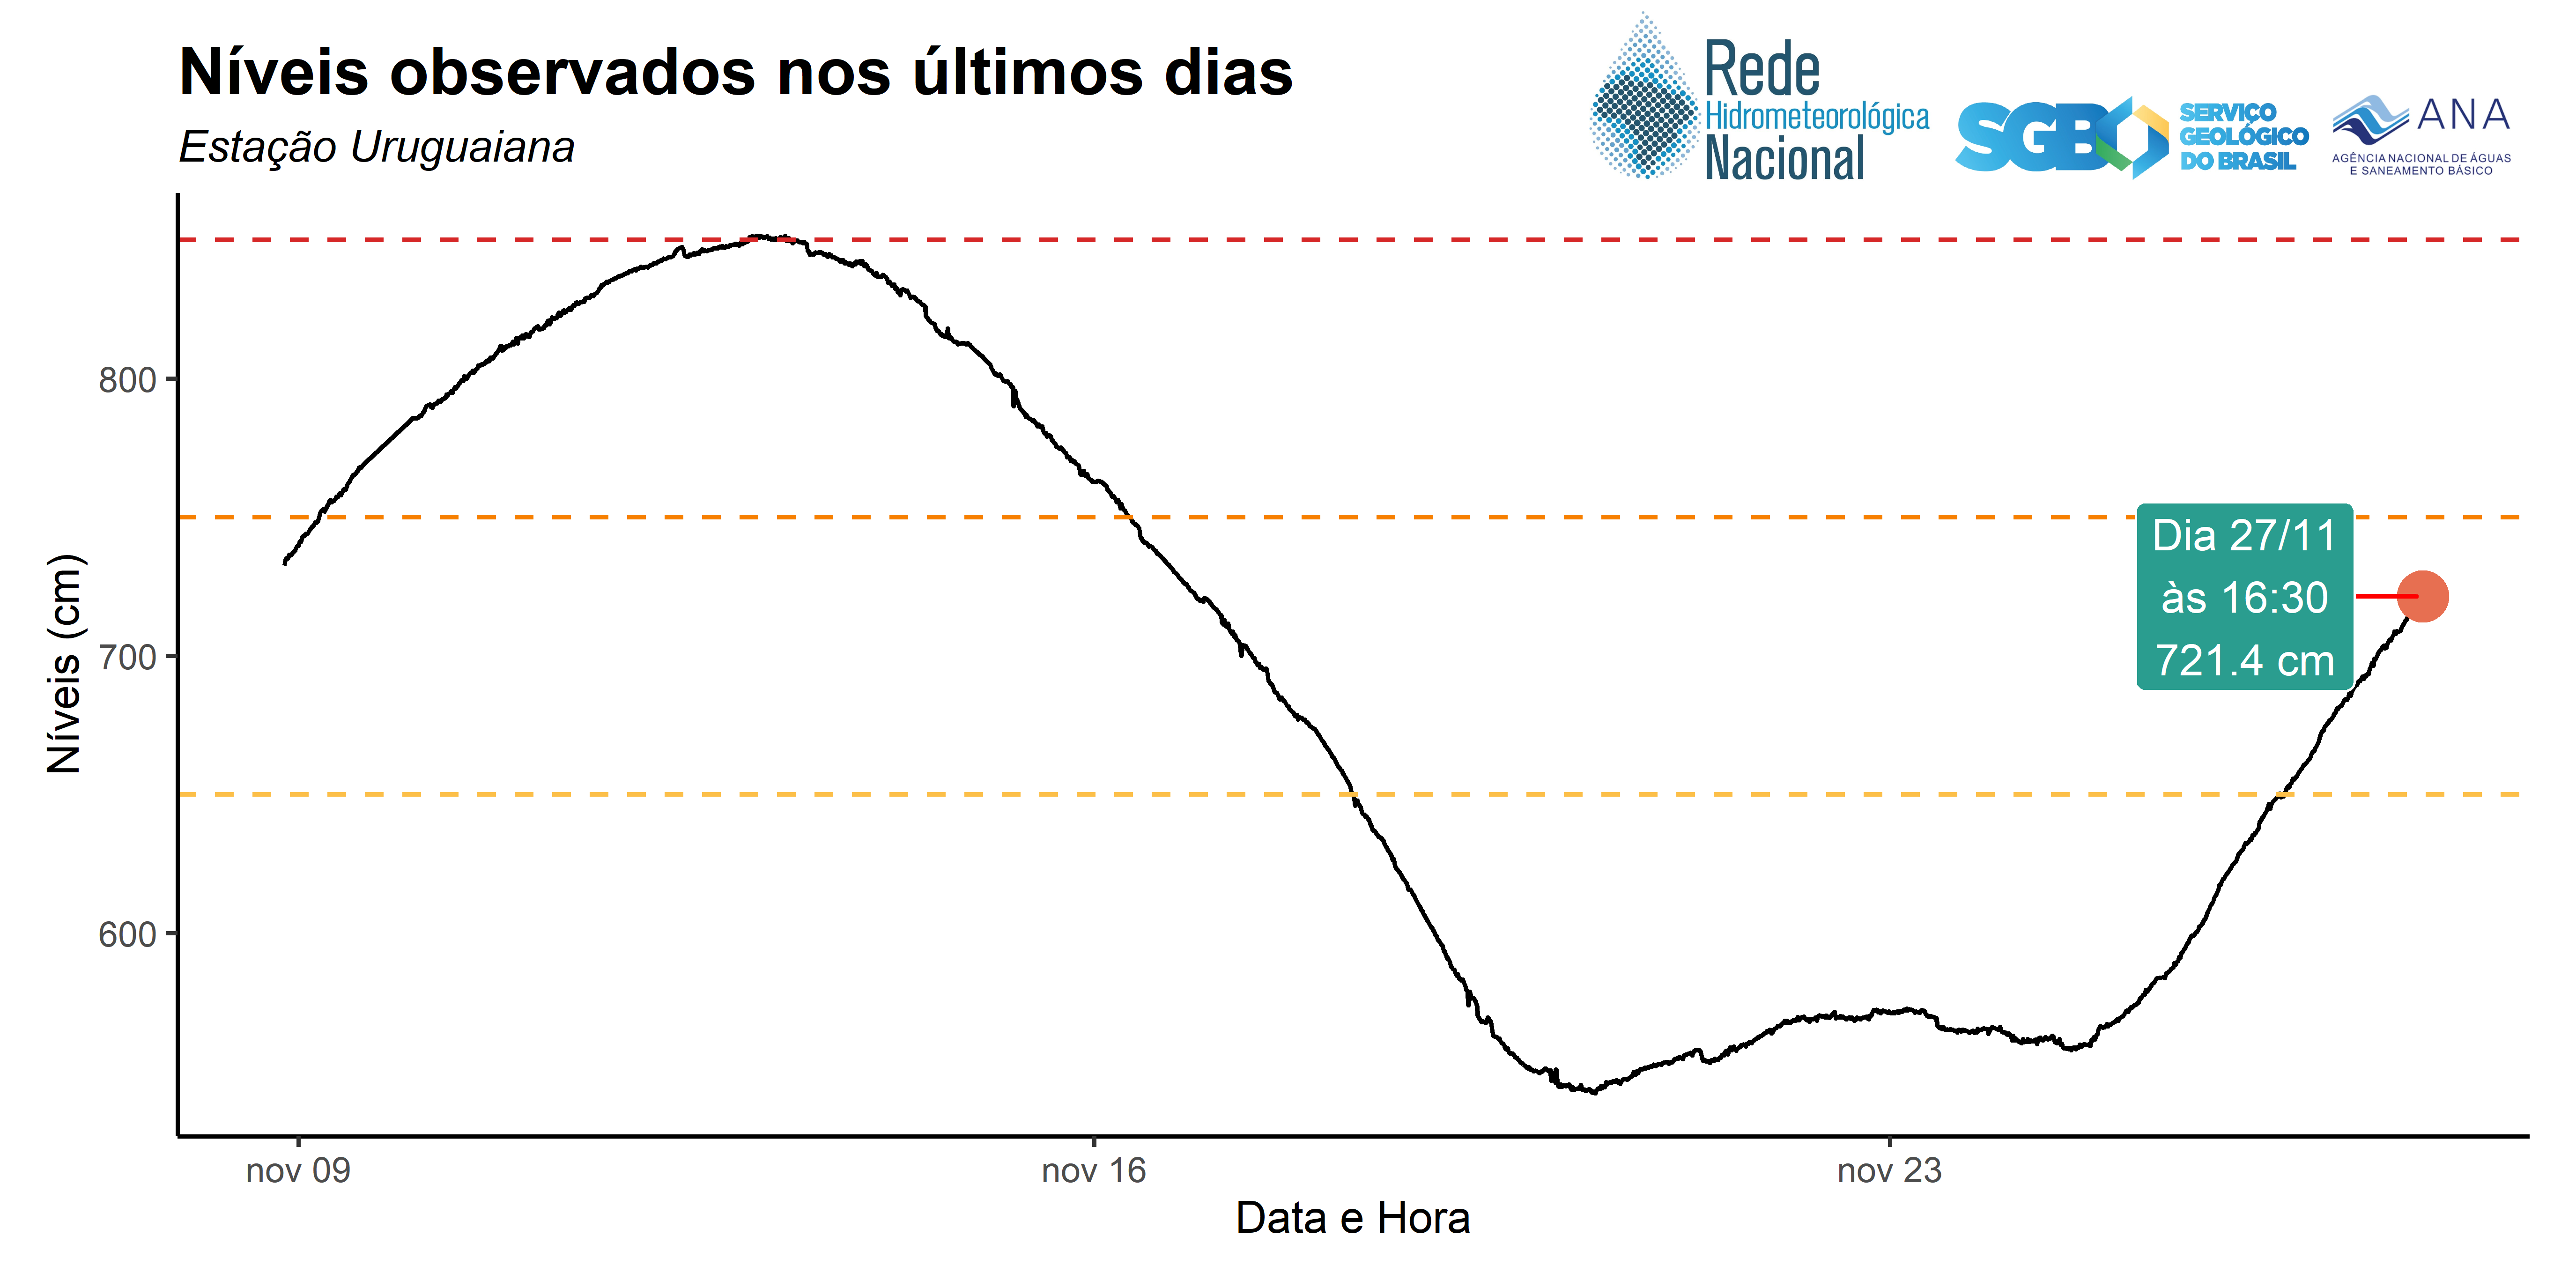 Níveis observados nos últimos dias
Estação Uruguaiana
Rede
Hidrometeorológica
Nacional
SGB
SERVIÇO
GEOLÓGICO
DO BRASIL
ANA
AGÊNCIA NACIONAL DE ÁGUAS
E SANEAMENTO BÁSICO
Níveis (cm)
800
700
600
Dia 27/11
às 16:30
721.4 cm
nov 09
nov 16
nov 23
Data e Hora